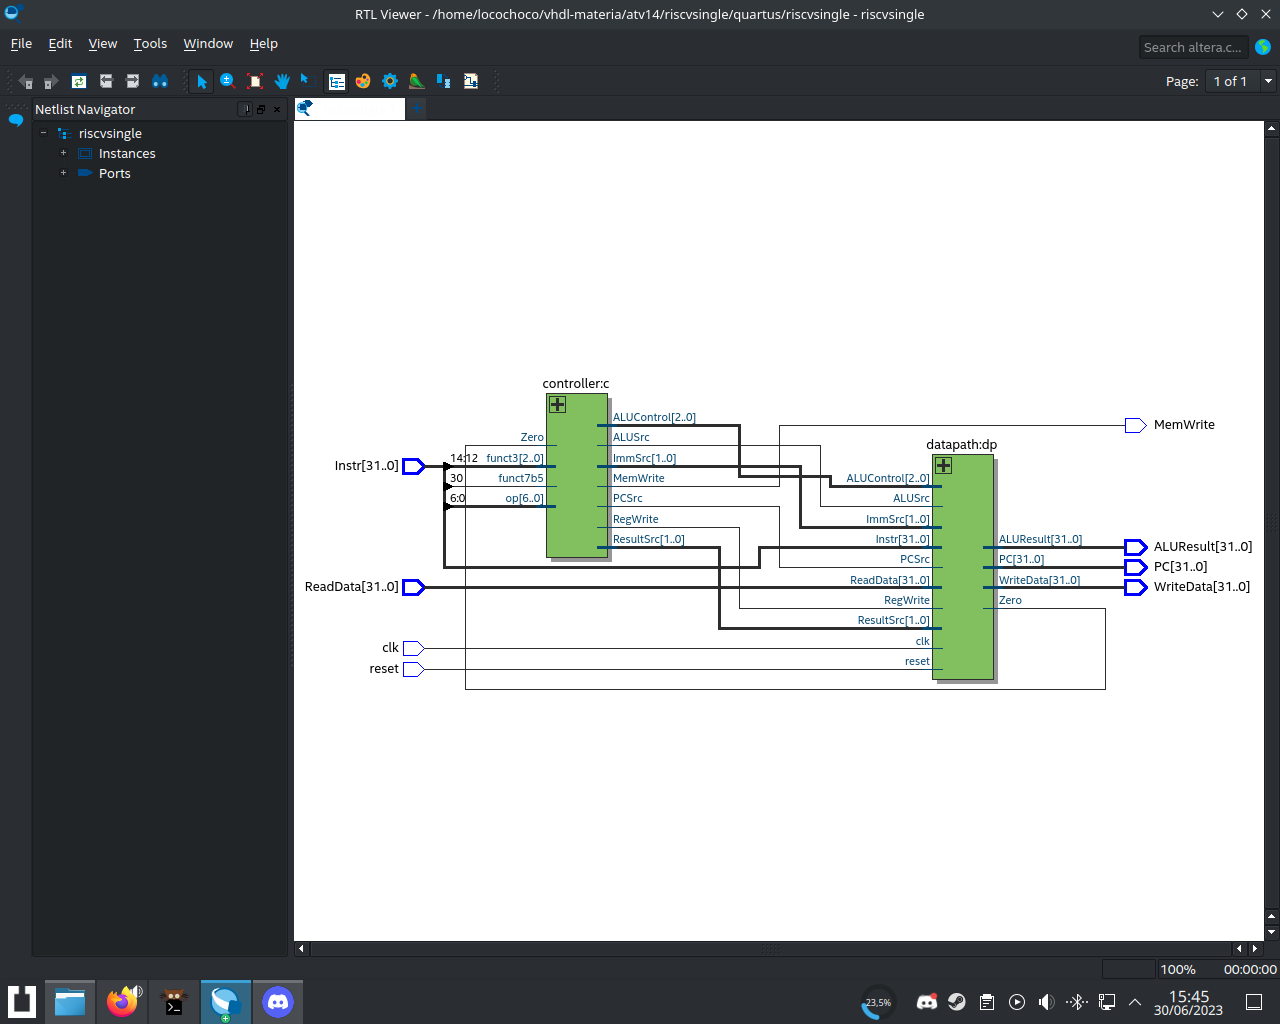 RTL Viewer - /home/locochoco/vhdl-materia/atv14/riscvsingle/quartus/riscvsingle - riscvsingle
File Edit View Tools Window Help
Search altera.c...
Page: 1 of 1
Netlist Navigator
riscvsingle
Instances
Ports
controller:c
ALUControl[2..0]
Zero
ALUSrc
Instr[31..0]
14:12
funct3[2..0]
ImmSrc[1..0]
30
funct7b5
MemWrite
6:0
op[6..0]
PCSrc
RegWrite
ResultSrc[1..0]
MemWrite
datapath:dp
ALUControl[2..0]
ALUSrc
ImmSrc[1..0]
Instr[31..0]
ALUResult[31..0]
ALUResult[31..0]
PCSrc
PC[31..0]
PC[31..0]
ReadData[31..0]
ReadData[31..0]
WriteData[31..0]
WriteData[31..0]
RegWrite
Zero
ResultSrc[1..0]
clk
clk
reset
reset
100% 00:00:00
23,5%
15:45
30/06/2023